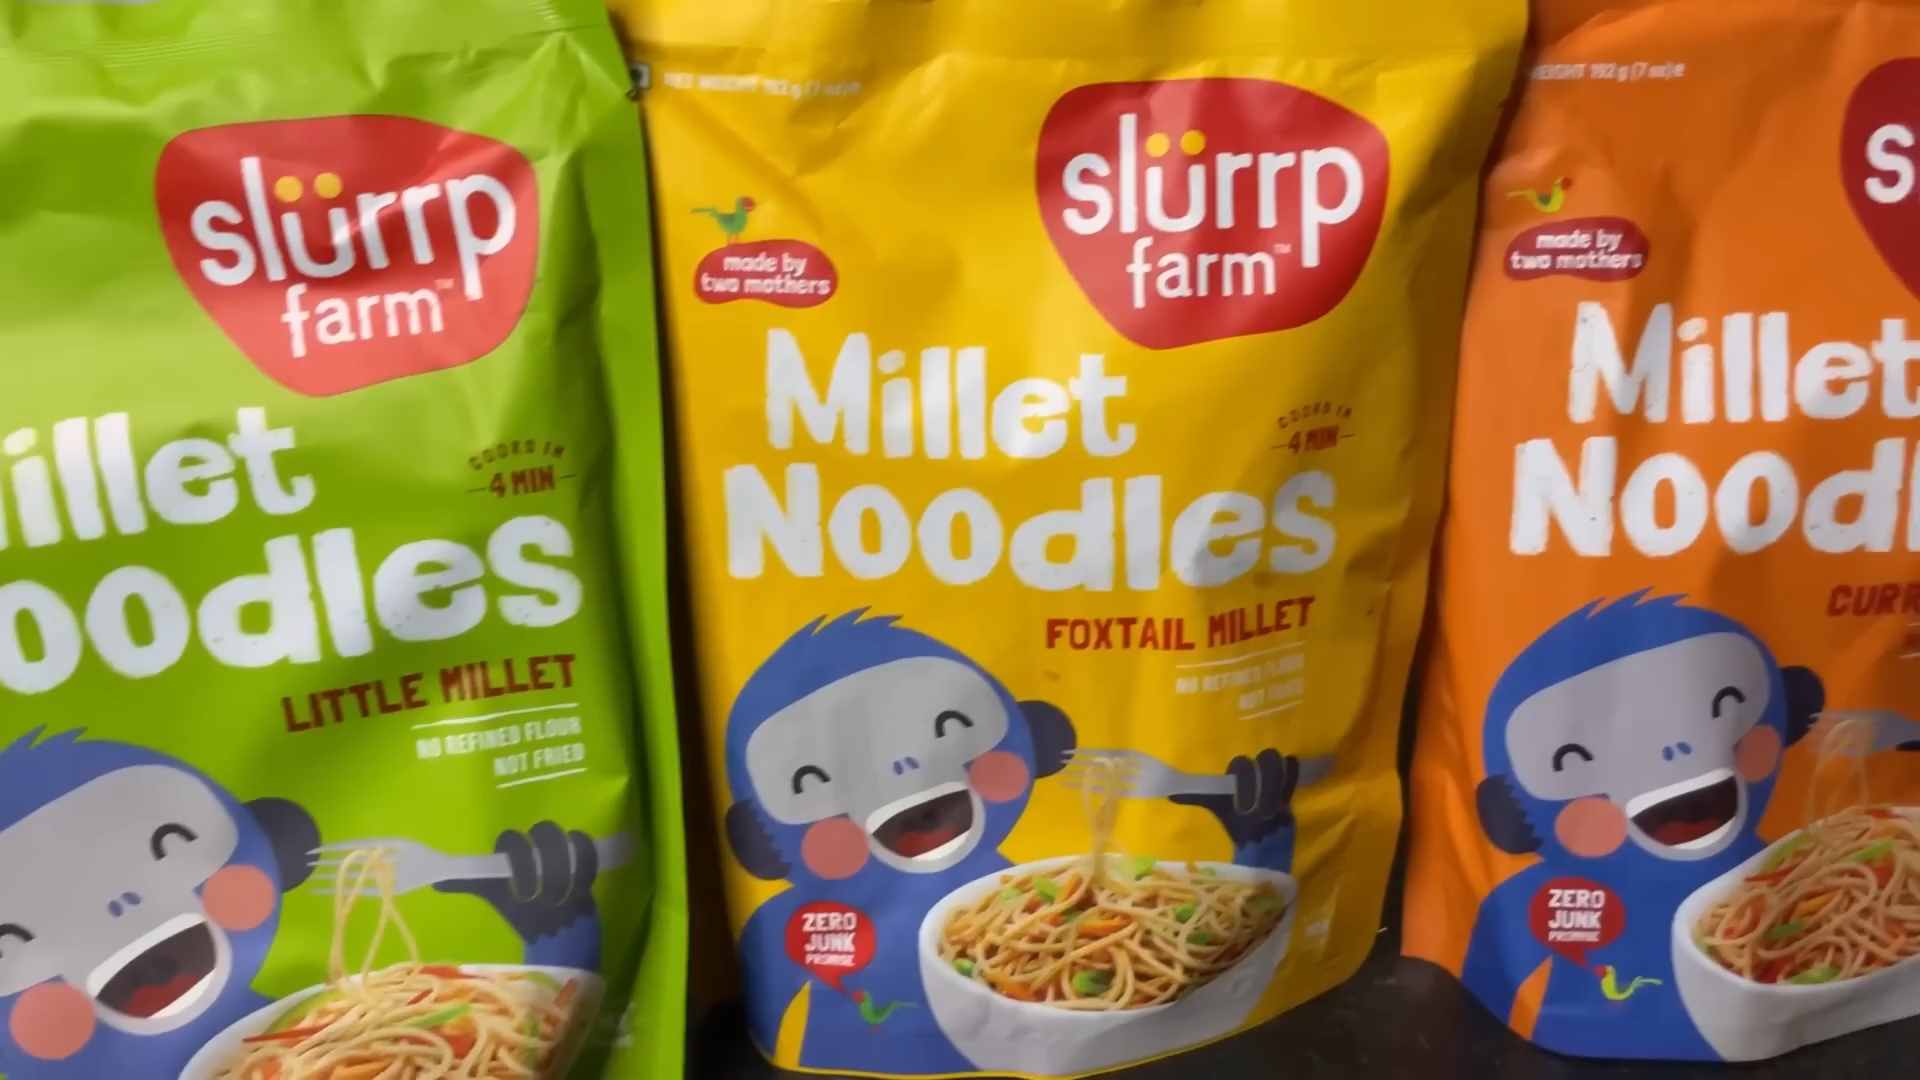 slürrp
farm™
illet
oodles
COOKS IN
4 MIN
LITTLE MILLET
NO REFINED FLOUR
NOT FRIED
NET WEIGHT 192 g (7 oz) e
slürrp
farm™
made by
two mothers
Millet
Noodles
COOKS IN
4 MIN
FOXTAIL MILLET
NO REFINED FLOUR
NOT FRIED
ZERO
JUNK
PROMISE
WEIGHT 192 g (7 oz) e
s
made by
two mothers
Millet
Noodl
CURR
ZERO
JUNK
PROMISE